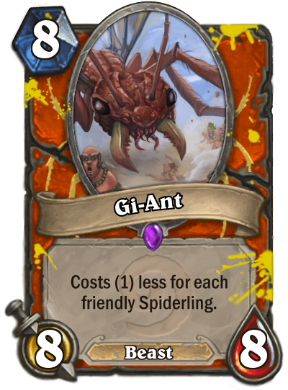 8
Gi-Ant
Costs (1) less for each
friendly Spiderling.
8
Beast
8